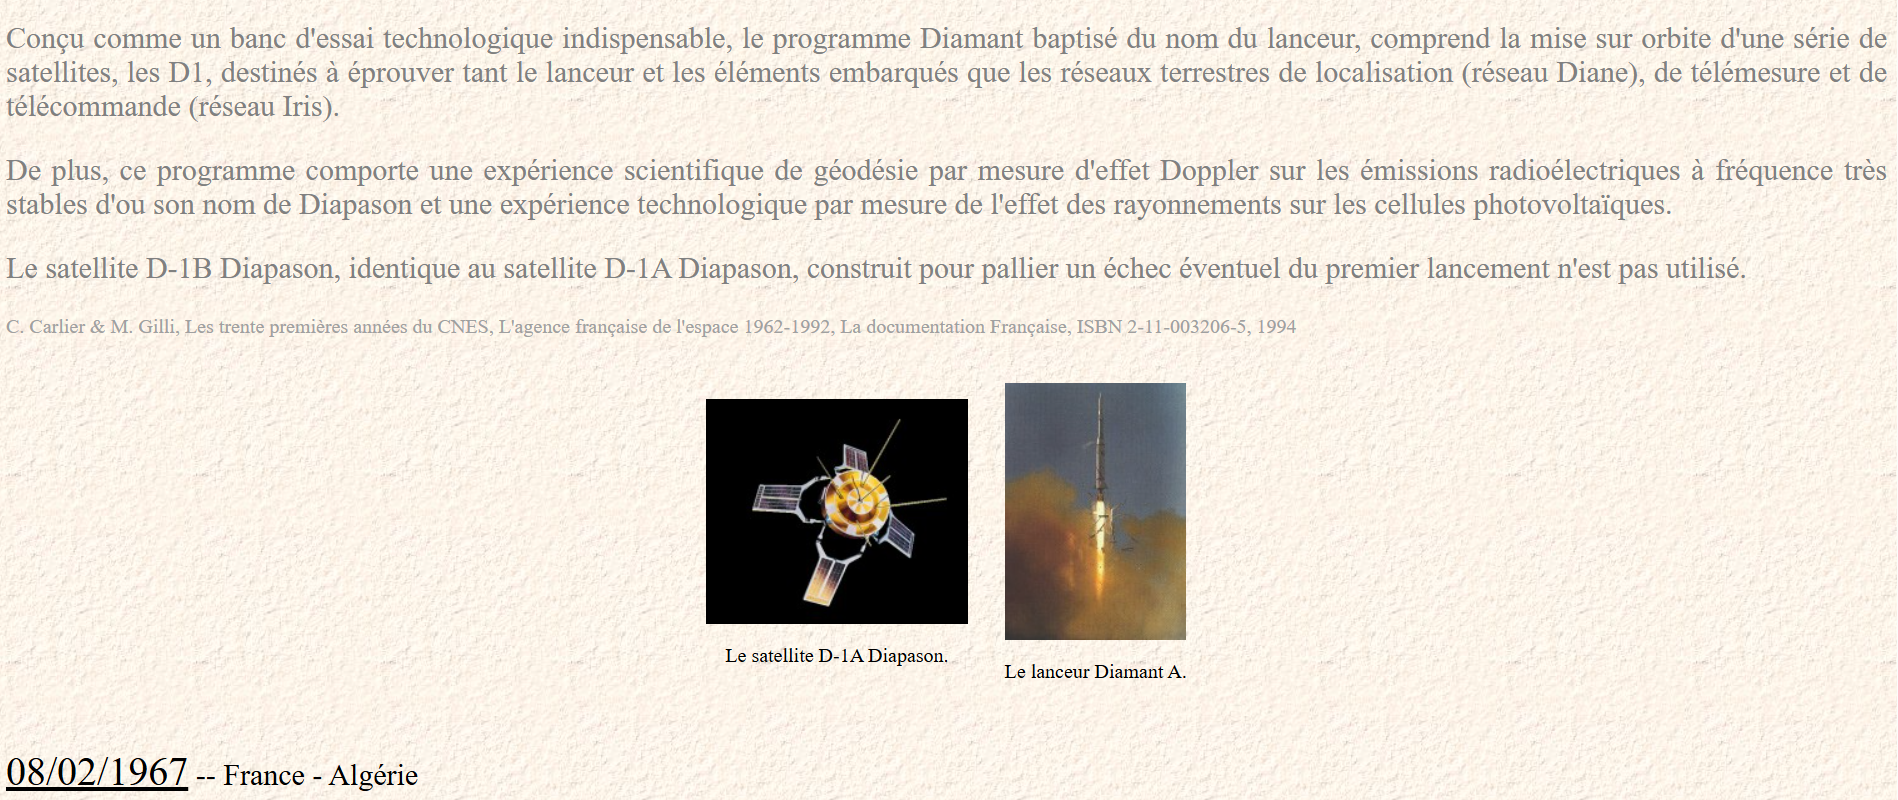 Conçu comme un banc d'essai technologique indispensable, le programme Diamant baptisé du nom du lanceur, comprend la mise sur orbite d'une série de
satellites, les D1, destinés à éprouver tant le lanceur et les éléments embarqués que les réseaux terrestres de localisation (réseau Diane), de télémesure et de
télécommande (réseau Iris).
De plus, ce programme comporte une expérience scientifique de géodésie par mesure d'effet Doppler sur les émissions radioélectriques à fréquence très
stables d'ou son nom de Diapason et une expérience technologique par mesure de l'effet des rayonnements sur les cellules photovoltaïques.
Le satellite D-1B Diapason, identique au satellite D-1A Diapason, construit pour pallier un échec éventuel du premier lancement n'est pas utilisé.
C. Carlier & M. Gilli, Les trente premières années du CNES, L'agence française de l'espace 1962-1992, La documentation Française, ISBN 2-11-003206-5, 1994
Le satellite D-1A Diapason.
Le lanceur Diamant A.
08/02/1967 -- France - Algérie